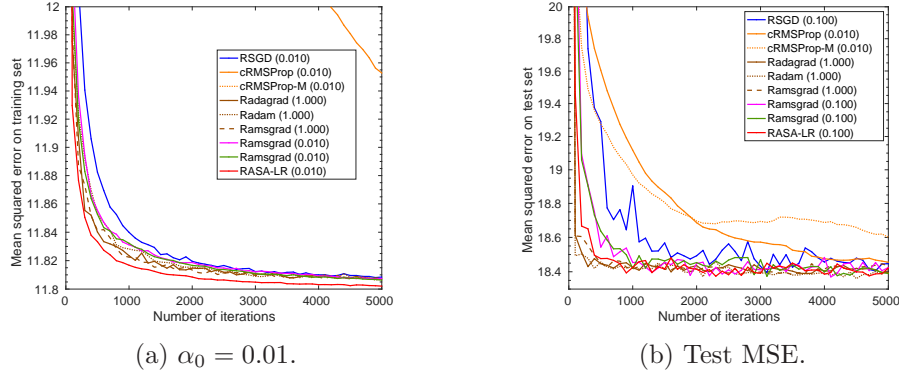 12
11.98
11.96
11.94
11.92
11.9
11.88
11.86
11.84
11.82
11.8
Mean squared error on training set
RSGD (0.010)
cRMSProp (0.010)
cRMSProp-M (0.010)
Radagrad (1.000)
Radam (1.000)
Ramsgrad (1.000)
Ramsgrad (0.010)
Ramsgrad (0.010)
RASA-LR (0.010)
0 1000 2000 3000 4000 5000
Number of iterations
(a) α₀ = 0.01.
20
19.8
19.6
19.4
19.2
19
18.8
18.6
18.4
Mean squared error on test set
RSGD (0.100)
cRMSProp (0.010)
cRMSProp-M (0.010)
Radagrad (1.000)
Radam (1.000)
Ramsgrad (1.000)
Ramsgrad (0.100)
Ramsgrad (0.100)
RASA-LR (0.100)
0 1000 2000 3000 4000 5000
Number of iterations
(b) Test MSE.